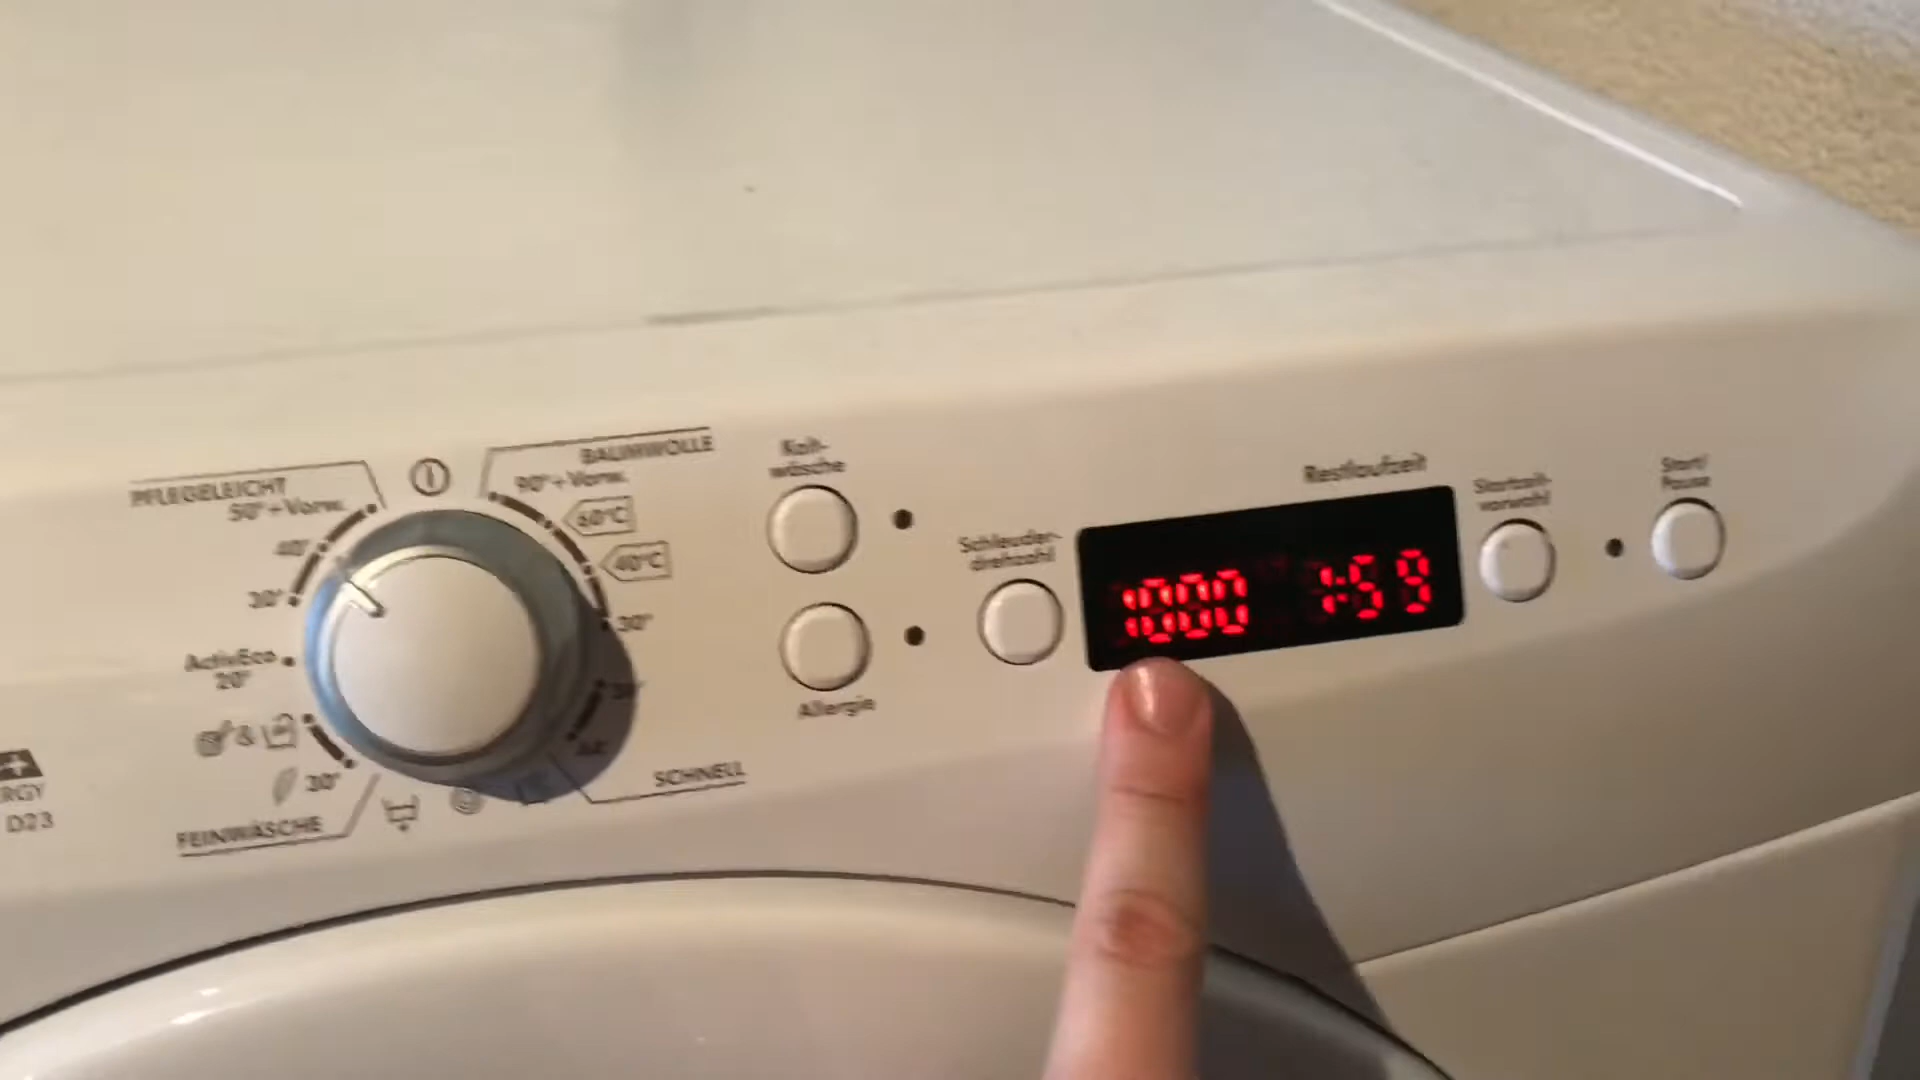 BAUMWOLLE
90°+Vorw.
60°C
40°C
30°
PFLEGELEICHT
50°+Vorw.
40°
30°
ActivEco
20°
&
30°
FEINWÄSCHE
SCHNELL
Kalt-
wäsche
Allergie
Schleuder-
drehzahl
Restlaufzeit
1000 1:59
Startzeit-
vorwahl
Start/
Pause
RGY
D23